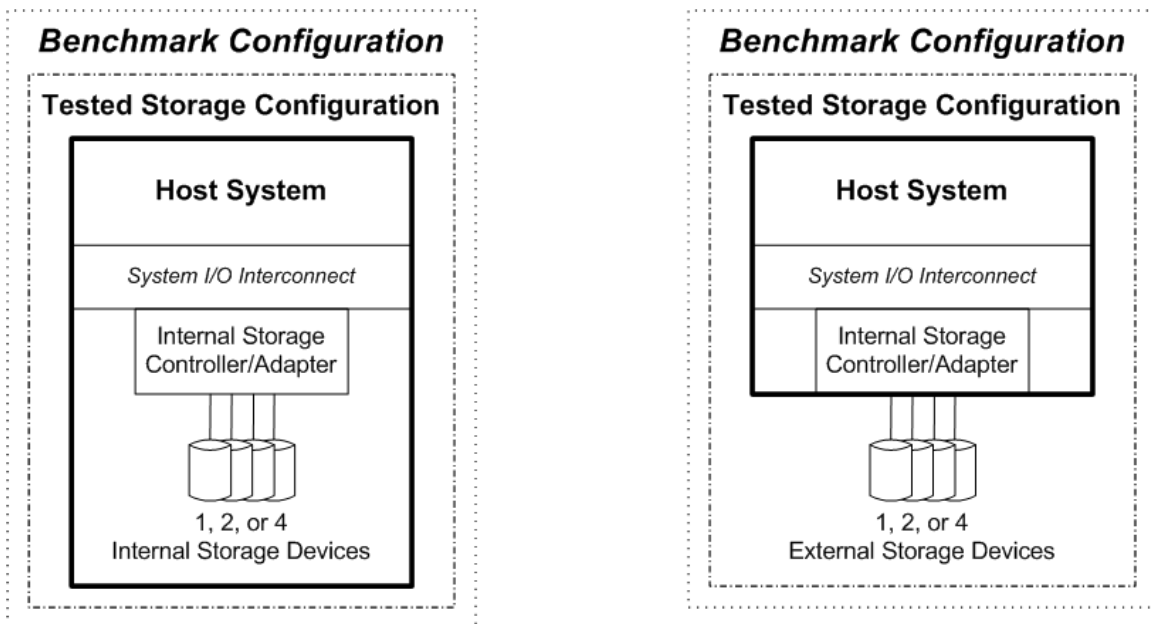 Benchmark Configuration
Tested Storage Configuration
Host System
System I/O Interconnect
Internal Storage
Controller/Adapter
1, 2, or 4
Internal Storage Devices
Benchmark Configuration
Tested Storage Configuration
Host System
System I/O Interconnect
Internal Storage
Controller/Adapter
1, 2, or 4
External Storage Devices